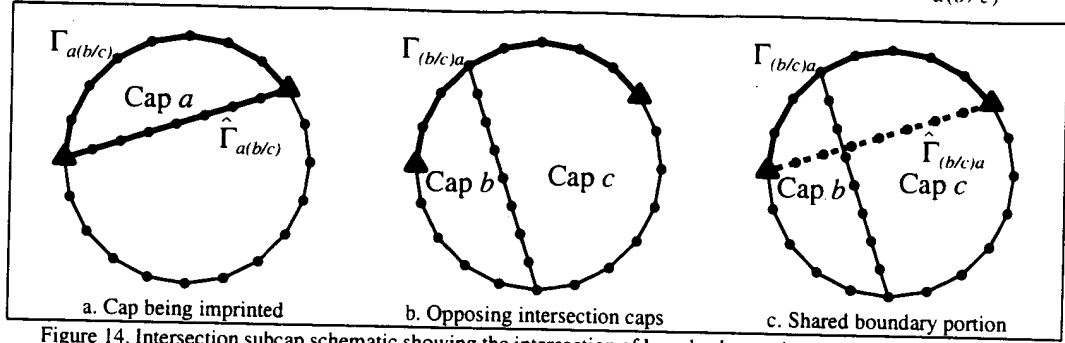 a(b/c)
Γa(b/c)
Cap a
Γ̂a(b/c)
a. Cap being imprinted
Γ(b/c)a
Cap b
Cap c
b. Opposing intersection caps
Γ(b/c)a
Γ̂(b/c)a
Cap b
Cap c
c. Shared boundary portion
Figure 14. Intersection subcap schematic showing the intersection of